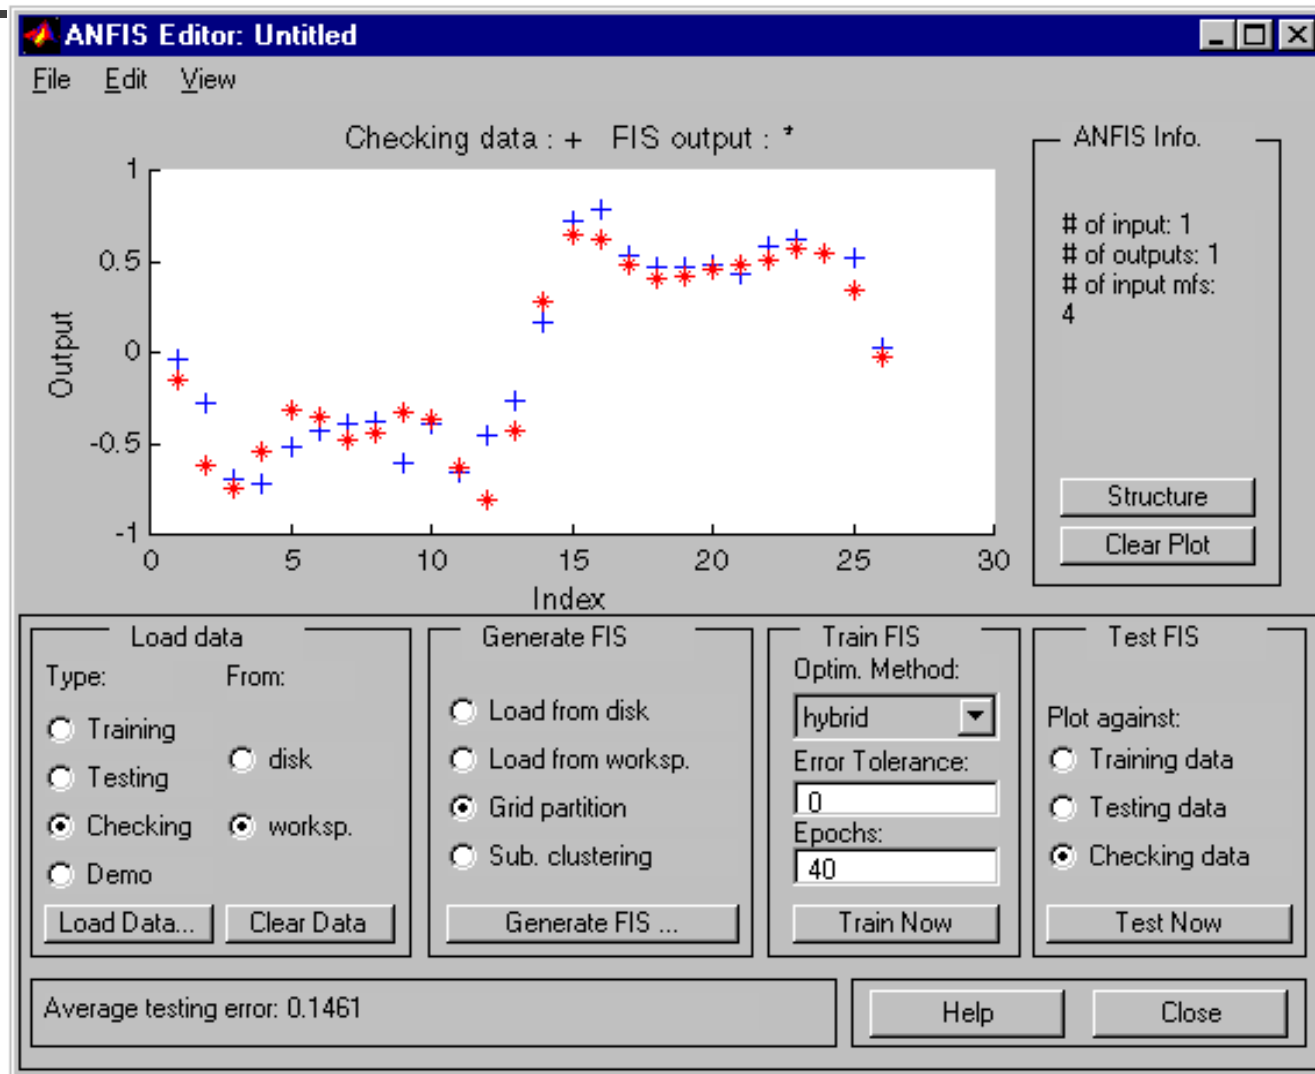 ANFIS Editor: Untitled
File Edit View
Checking data : + FIS output : *
1
0.5
0
-0.5
-1
Output
0 5 10 15 20 25 30
Index
ANFIS Info.
# of input: 1
# of outputs: 1
# of input mfs:
4
Structure
Clear Plot
Load data
Type: From:
Training
Testing
Checking
Demo
disk
worksp.
Load Data... Clear Data
Generate FIS
Load from disk
Load from worksp.
Grid partition
Sub. clustering
Generate FIS ...
Train FIS
Optim. Method:
hybrid
Error Tolerance:
0
Epochs:
40
Train Now
Test FIS
Plot against:
Training data
Testing data
Checking data
Test Now
Average testing error: 0.1461
Help Close